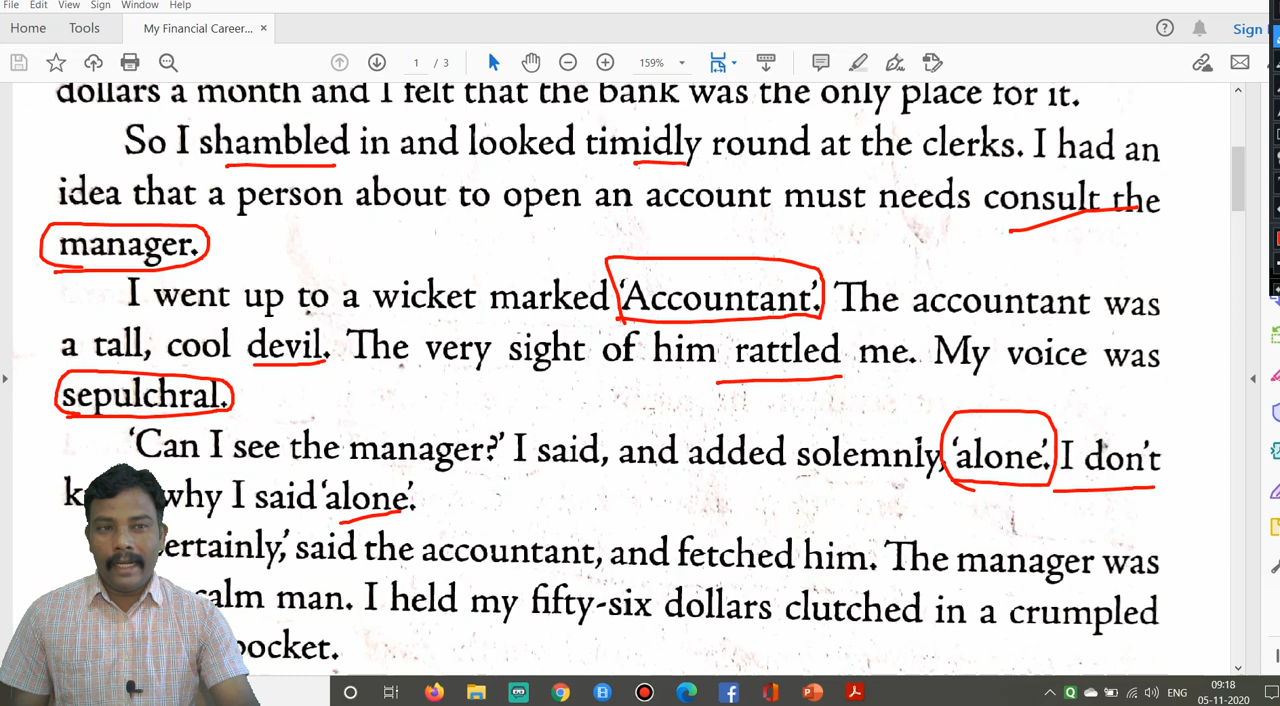 File Edit View Sign Window Help
Home Tools My Financial Career... × Sign
1 / 3 159%
dollars a month and I felt that the bank was the only place for it.
So I shambled in and looked timidly round at the clerks. I had an
idea that a person about to open an account must needs consult the
manager.
I went up to a wicket marked ‘Accountant’. The accountant was
a tall, cool devil. The very sight of him rattled me. My voice was
sepulchral.
‘Can I see the manager?’ I said, and added solemnly, ‘alone’. I don’t
why I said ‘alone’.
ertainly,’ said the accountant, and fetched him. The manager was
calm man. I held my fifty-six dollars clutched in a crumpled
pocket.
ENG 09:18
05-11-2020